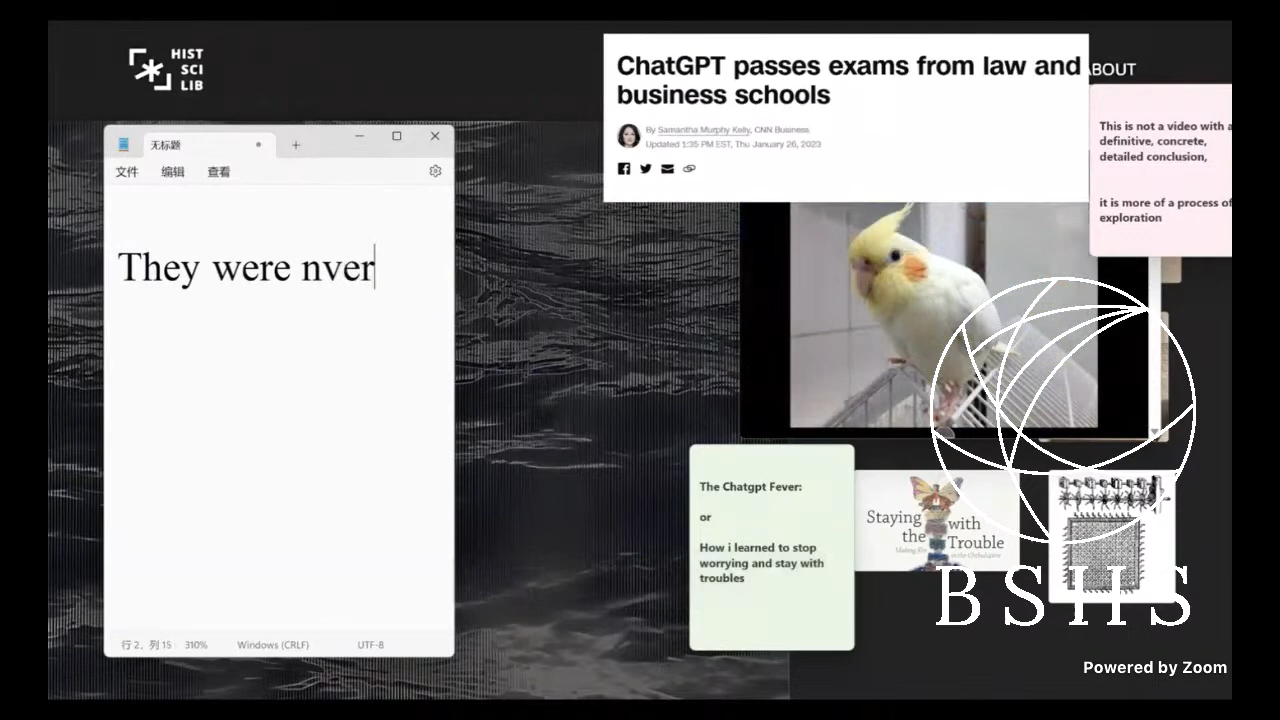 HIST
SCI
LIB
ChatGPT passes exams from law and
business schools
By Samantha Murphy Kelly, CNN Business
Updated 1:35 PM EST, Thu January 26, 2023
ABOUT
This is not a video with a
definitive, concrete,
detailed conclusion,
it is more of a process of
exploration
无标题
文件 编辑 查看
They were nver
行 2，列 15 310% Windows (CRLF) UTF-8
The Chatgpt Fever:
or
How i learned to stop
worrying and stay with
troubles
Staying with
the Trouble
in the Chthulucene
BSHS
Powered by Zoom